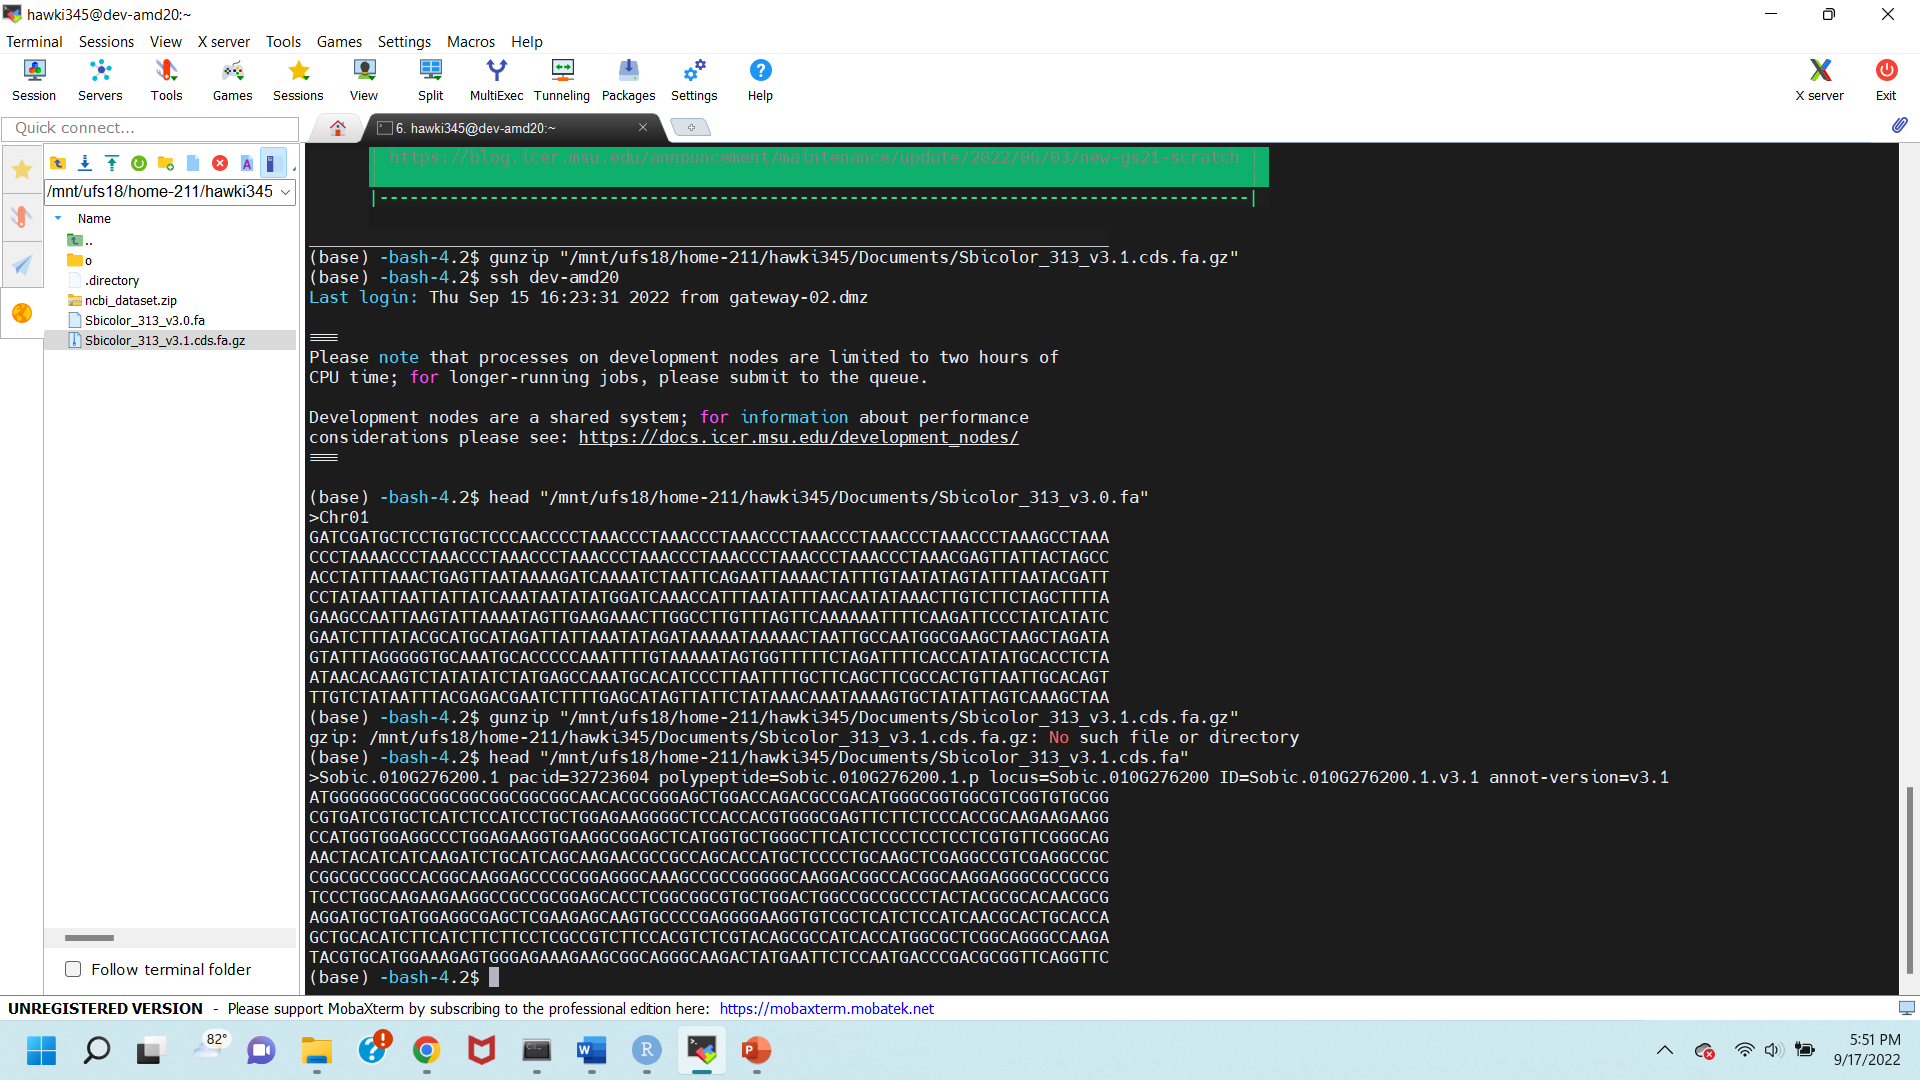 hawki345@dev-amd20:~
Terminal Sessions View X server Tools Games Settings Macros Help
Session Servers Tools Games Sessions View Split MultiExec Tunneling Packages Settings Help X server Exit
Quick connect...
6. hawki345@dev-amd20:~
/mnt/ufs18/home-211/hawki345
Name
..
o
.directory
ncbi_dataset.zip
Sbicolor_313_v3.0.fa
Sbicolor_313_v3.1.cds.fa.gz
Follow terminal folder
| https://blog.icer.msu.edu/announcement/maintenance/update/2022/06/03/new-gs21-scratch |
|---------------------------------------------------------------------------------------|
(base) -bash-4.2$ gunzip "/mnt/ufs18/home-211/hawki345/Documents/Sbicolor_313_v3.1.cds.fa.gz"
(base) -bash-4.2$ ssh dev-amd20
Last login: Thu Sep 15 16:23:31 2022 from gateway-02.dmz
===
Please note that processes on development nodes are limited to two hours of
CPU time; for longer-running jobs, please submit to the queue.
Development nodes are a shared system; for information about performance
considerations please see: https://docs.icer.msu.edu/development_nodes/
===
(base) -bash-4.2$ head "/mnt/ufs18/home-211/hawki345/Documents/Sbicolor_313_v3.0.fa"
>Chr01
GATCGATGCTCCTGTGCTCCCAACCCCTAAACCCTAAACCCTAAACCCTAAACCCTAAACCCTAAACCCTAAAGCCTAAA
CCCTAAAACCCTAAACCCTAAACCCTAAACCCTAAACCCTAAACCCTAAACCCTAAACCCTAAACGAGTTATTACTAGCC
ACCTATTTAAACTGAGTTAATAAAAGATCAAAATCTAATTCAGAATTAAAACTATTTGTAATATAGTATTTAATACGATT
CCTATAATTAATTATTATCAAATAATATATGGATCAAACCATTTAATATTTAACAATATAAACTTGTCTTCTAGCTTTTA
GAAGCCAATTAAGTATTAAAATAGTTGAAGAAACTTGGCCTTGTTTAGTTCAAAAAATTTTCAAGATTCCCTATCATATC
GAATCTTTATACGCATGCATAGATTATTAAATATAGATAAAAATAAAAACTAATTGCCAATGGCGAAGCTAAGCTAGATA
GTATTTAGGGGGTGCAAATGCACCCCCAAATTTTGTAAAAATAGTGGTTTTTCTAGATTTTCACCATATATGCACCTCTA
ATAACACAAGTCTATATATCTATGAGCCAAATGCACATCCCTTAATTTTGCTTCAGCTTCGCCACTGTTAATTGCACAGT
TTGTCTATAATTTACGAGACGAATCTTTTGAGCATAGTTATTCTATAAACAAATAAAAGTGCTATATTAGTCAAAGCTAA
(base) -bash-4.2$ gunzip "/mnt/ufs18/home-211/hawki345/Documents/Sbicolor_313_v3.1.cds.fa.gz"
gzip: /mnt/ufs18/home-211/hawki345/Documents/Sbicolor_313_v3.1.cds.fa.gz: No such file or directory
(base) -bash-4.2$ head "/mnt/ufs18/home-211/hawki345/Documents/Sbicolor_313_v3.1.cds.fa"
>Sobic.010G276200.1 pacid=32723604 polypeptide=Sobic.010G276200.1.p locus=Sobic.010G276200 ID=Sobic.010G276200.1.v3.1 annot-version=v3.1
ATGGGGGGCGGCGGCGGCGGCGGCGGCAACACGCGGGAGCTGGACCAGACGCCGACATGGGCGGTGGCGTCGGTGTGCGG
CGTGATCGTGCTCATCTCCATCCTGCTGGAGAAGGGGCTCCACCACGTGGGCGAGTTCTTCTCCCACCGCAAGAAGAAGG
CCATGGTGGAGGCCCTGGAGAAGGTGAAGGCGGAGCTCATGGTGCTGGGCTTCATCTCCCTCCTCCTCGTGTTCGGGCAG
AACTACATCATCAAGATCTGCATCAGCAAGAACGCCGCCAGCACCATGCTCCCCTGCAAGCTCGAGGCCGTCGAGGCCGC
CGGCGCCGGCCACGGCAAGGAGCCCGCGGAGGGCAAAGCCGCCGGGGGCAAGGACGGCCACGGCAAGGAGGGCGCCGCCG
TCCCTGGCAAGAAGAAGGCCGCCGCGGAGCACCTCGGCGGCGTGCTGGACTGGCCGCCGCCCTACTACGCGCACAACGCG
AGGATGCTGATGGAGGCGAGCTCGAAGAGCAAGTGCCCCGAGGGGAAGGTGTCGCTCATCTCCATCAACGCACTGCACCA
GCTGCACATCTTCATCTTCTTCCTCGCCGTCTTCCACGTCTCGTACAGCGCCATCACCATGGCGCTCGGCAGGGCCAAGA
TACGTGCATGGAAAGAGTGGGAGAAAGAAGCGGCAGGGCAAGACTATGAATTCTCCAATGACCCGACGCGGTTCAGGTTC
(base) -bash-4.2$
UNREGISTERED VERSION - Please support MobaXterm by subscribing to the professional edition here: https://mobaxterm.mobatek.net
82°
5:51 PM
9/17/2022